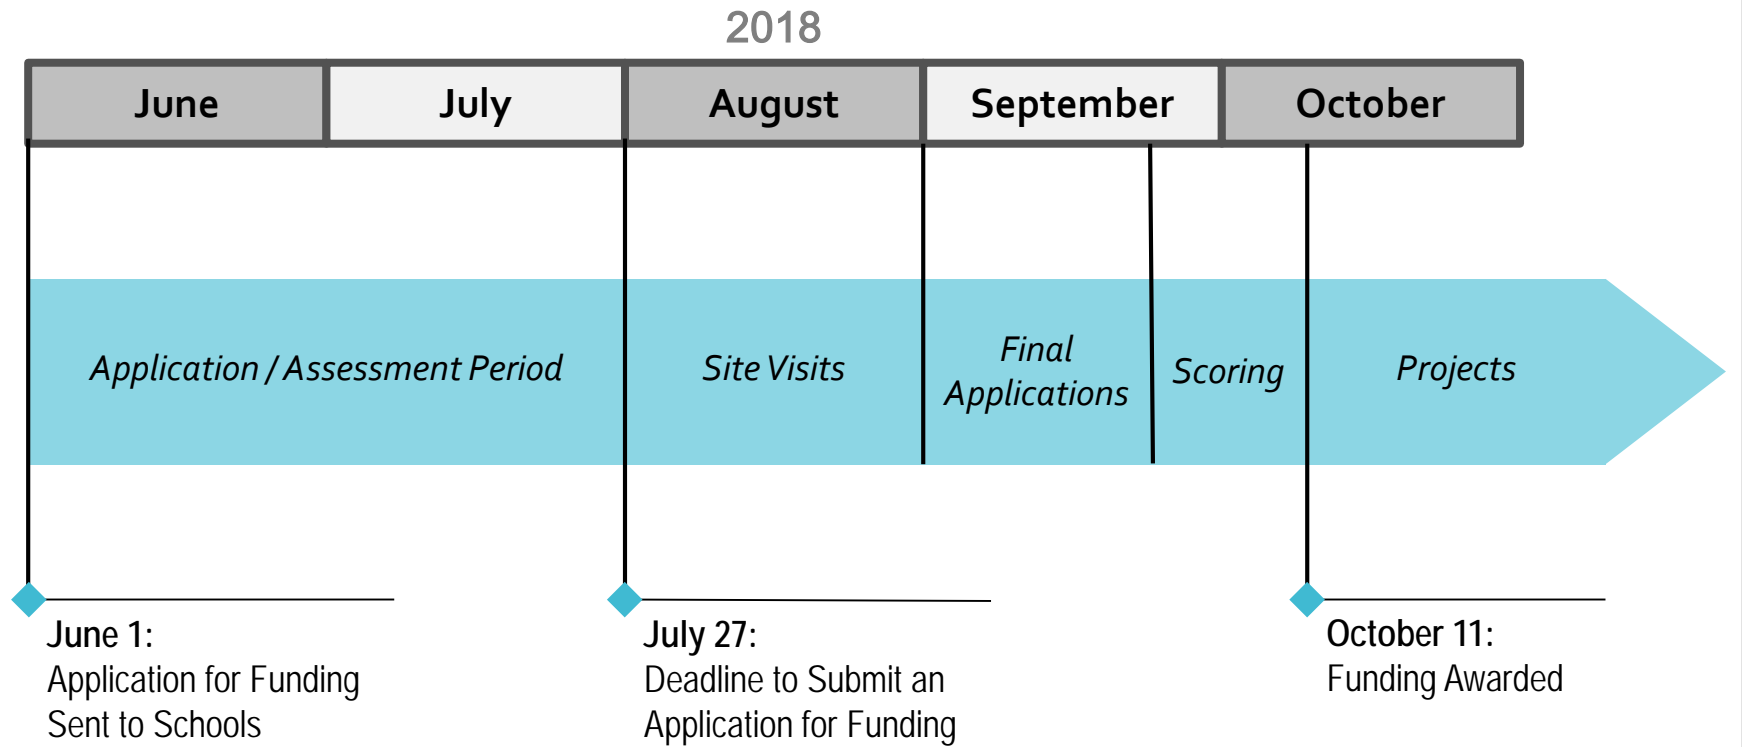 2018
June
July
August
September
October
Application / Assessment Period
Site Visits
Final
Applications
Scoring
Projects
June 1:
Application for Funding
Sent to Schools
July 27:
Deadline to Submit an
Application for Funding
October 11:
Funding Awarded